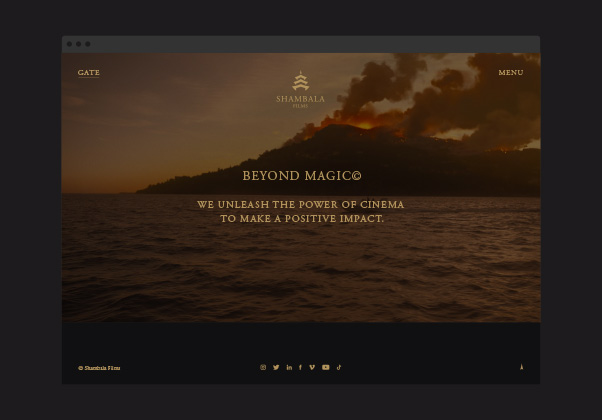 GATE
MENU
SHAMBALA
FILMS
BEYOND MAGIC©
WE UNLEASH THE POWER OF CINEMA
TO MAKE A POSITIVE IMPACT.
© Shambala Films